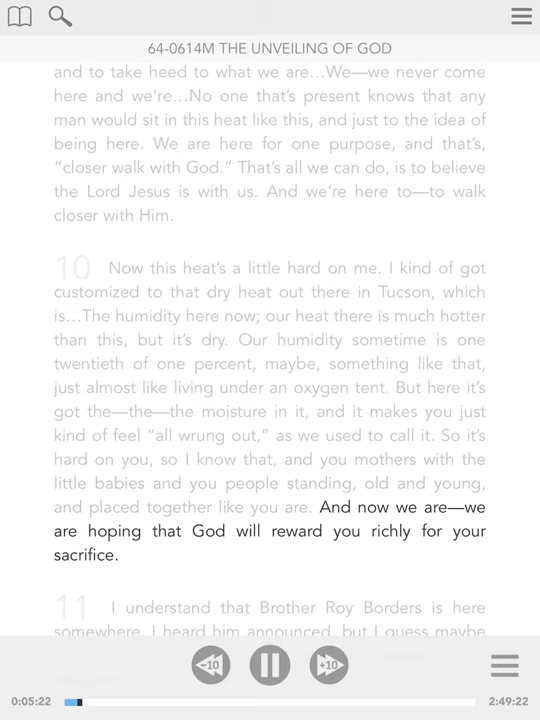 64-0614M THE UNVEILING OF GOD
and to take heed to what we are…We—we never come
here and we're…No one that's present knows that any
man would sit in this heat like this, and just to the idea of
being here. We are here for one purpose, and that's,
"closer walk with God." That's all we can do, is to believe
the Lord Jesus is with us. And we're here to—to walk
closer with Him.
10 Now this heat's a little hard on me. I kind of got
customized to that dry heat out there in Tucson, which
is…The humidity here now; our heat there is much hotter
than this, but it's dry. Our humidity sometime is one
twentieth of one percent, maybe, something like that,
just almost like living under an oxygen tent. But here it's
got the—the—the moisture in it, and it makes you just
kind of feel "all wrung out," as we used to call it. So it's
hard on you, so I know that, and you mothers with the
little babies and you people standing, old and young,
and placed together like you are. And now we are—we
are hoping that God will reward you richly for your
sacrifice.
11 I understand that Brother Roy Borders is here
somewhere. I heard him announced, but I guess maybe
-10
+10
0:05:22
2:49:22